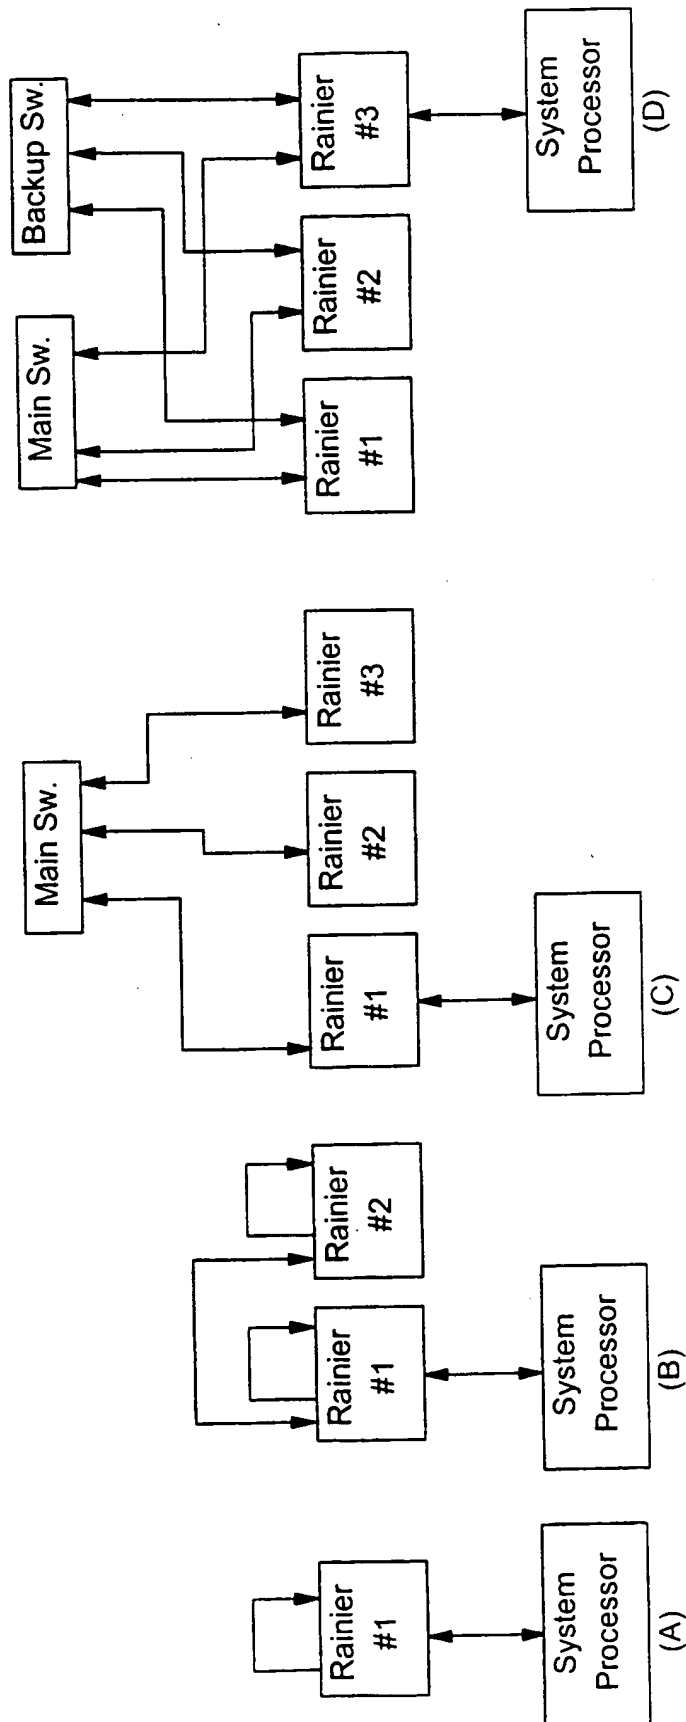 Rainier
#1
System
Processor
(A)
Rainier
#1
Rainier
#2
System
Processor
(B)
Main Sw.
Rainier
#1
Rainier
#2
Rainier
#3
System
Processor
(C)
Main Sw.
Backup Sw.
Rainier
#1
Rainier
#2
Rainier
#3
System
Processor
(D)